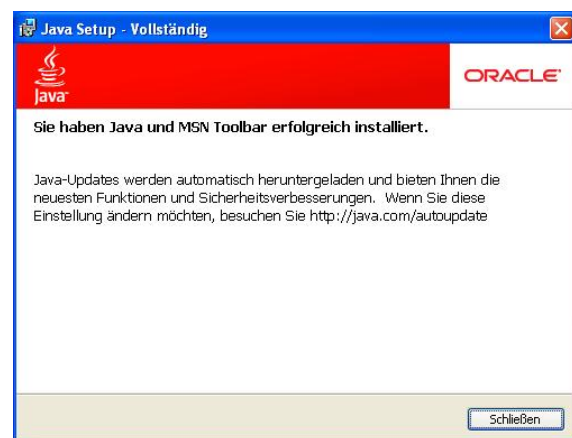 Java Setup - Vollständig
Java
ORACLE
Sie haben Java und MSN Toolbar erfolgreich installiert.
Java-Updates werden automatisch heruntergeladen und bieten Ihnen die
neuesten Funktionen und Sicherheitsverbesserungen. Wenn Sie diese
Einstellung ändern möchten, besuchen Sie http://java.com/autoupdate
Schließen